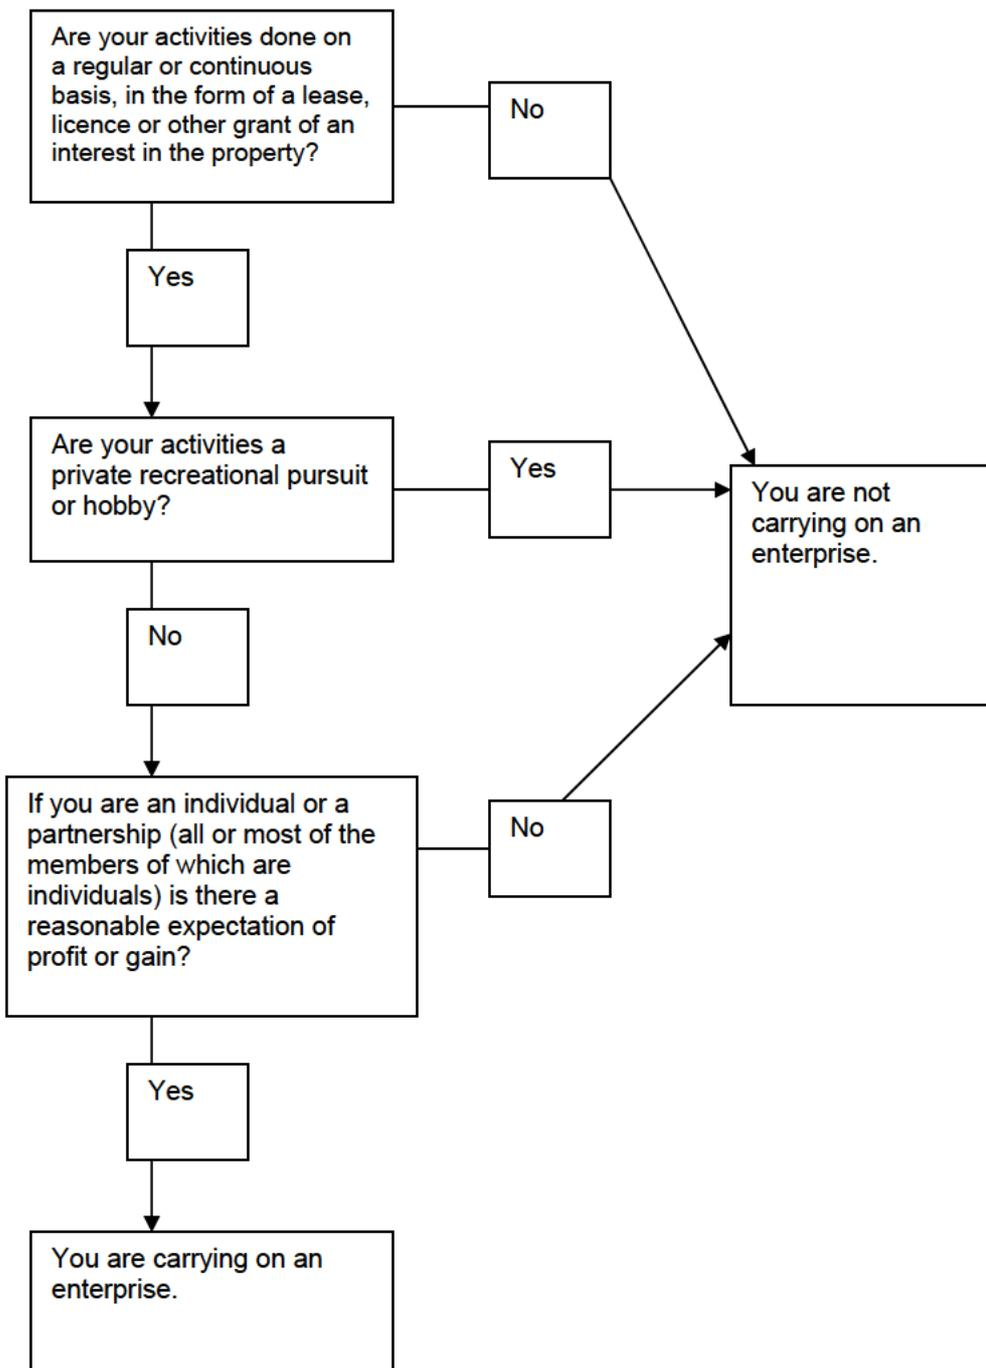 Are your activities done on
a regular or continuous
basis, in the form of a lease,
licence or other grant of an
interest in the property?
No
Yes
Are your activities a
private recreational pursuit
or hobby?
Yes
You are not
carrying on an
enterprise.
No
If you are an individual or a
partnership (all or most of the
members of which are
individuals) is there a
reasonable expectation of
profit or gain?
No
Yes
You are carrying on an
enterprise.